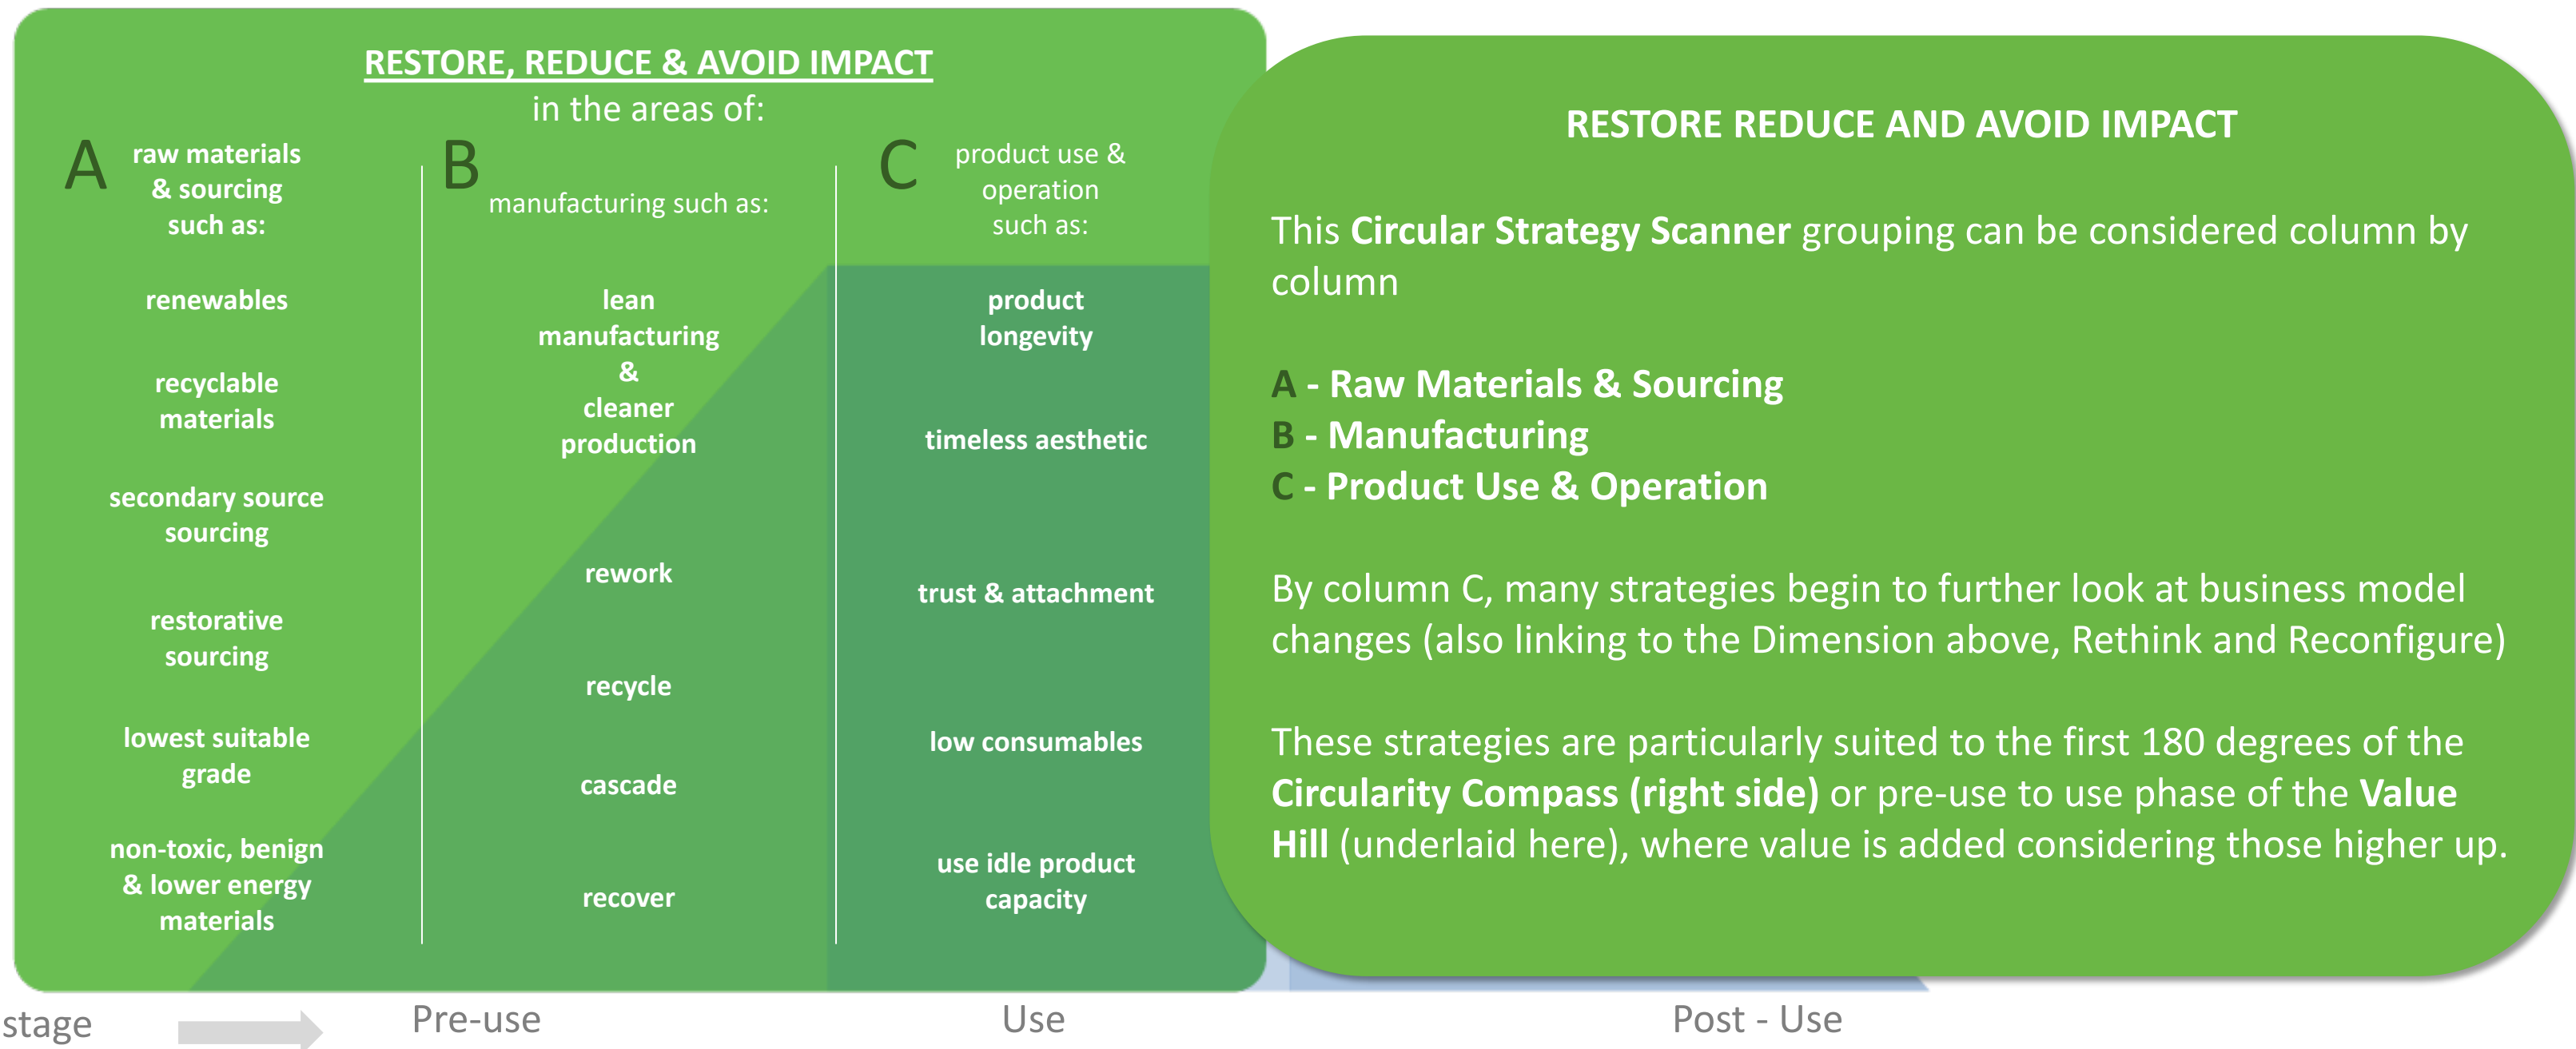 RESTORE, REDUCE & AVOID IMPACT
in the areas of:
A
raw materials
& sourcing
such as:
renewables
recyclable
materials
secondary source
sourcing
restorative
sourcing
lowest suitable
grade
non-toxic, benign
& lower energy
materials
B
manufacturing such as:
lean
manufacturing
&
cleaner
production
rework
recycle
cascade
recover
C
product use &
operation
such as:
product
longevity
timeless aesthetic
trust & attachment
low consumables
use idle product
capacity
RESTORE REDUCE AND AVOID IMPACT
This Circular Strategy Scanner grouping can be considered column by
column
A - Raw Materials & Sourcing
B - Manufacturing
C - Product Use & Operation
By column C, many strategies begin to further look at business model
changes (also linking to the Dimension above, Rethink and Reconfigure)
These strategies are particularly suited to the first 180 degrees of the
Circularity Compass (right side) or pre-use to use phase of the Value
Hill (underlaid here), where value is added considering those higher up.
stage
Pre-use
Use
Post - Use